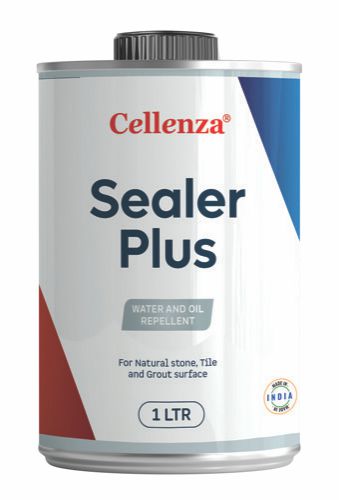 Cellenza®
Sealer
Plus
WATER AND OIL
REPELLENT
For Natural stone, Tile
and Grout surface
1 LTR
MADE IN
INDIA